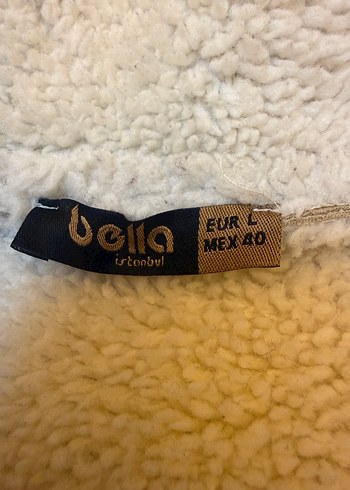 bella
istanbul
EUR L
MEX 40